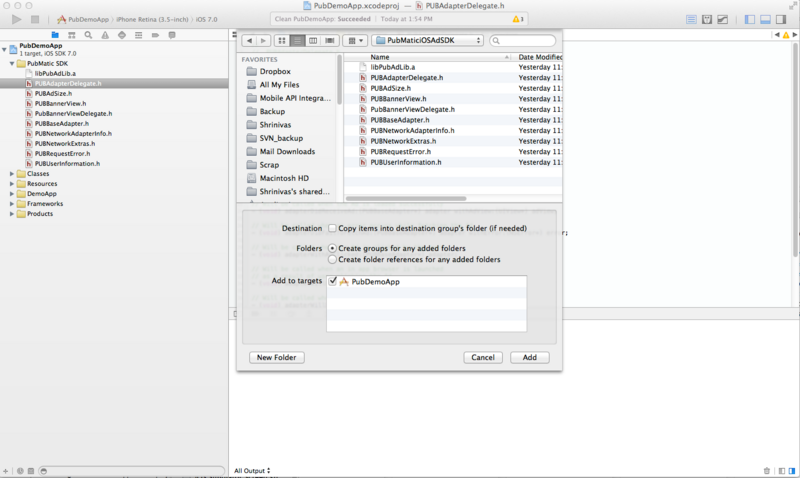 PubDemoApp.xcodeproj — PUBAdapterDelegate.h
PubDemoApp › iPhone Retina (3.5-inch) › iOS 7.0
Clean PubDemoApp: Succeeded | Today at 1:54 PM
1
PubDemoApp
1 target, iOS SDK 7.0
PubMatic SDK
libPubAdLib.a
PUBAdapterDelegate.h
PUBAdSize.h
PUBBannerView.h
PubBannerViewDelegate.h
PUBBaseAdapter.h
PUBNetworkAdapterInfo.h
PUBNetworkExtras.h
PUBRequestError.h
PUBUserInformation.h
Classes
Resources
DemoApp
Frameworks
Products
PubMaticiOSAdSDK
FAVORITES
Dropbox
All My Files
Mobile API Integra...
Backup
Shrinivas
SVN_backup
Mail Downloads
Scrap
Macintosh HD
Shrinivas's shared...
Name Date Modified
libPubAdLib.a Yesterday 11:
PUBAdapterDelegate.h Yesterday 11:
PUBAdSize.h Yesterday 11:
PUBBannerView.h Yesterday 11:
PubBannerViewDelegate.h Yesterday 11:
PUBBaseAdapter.h Yesterday 11:
PUBNetworkAdapterInfo.h Yesterday 11:
PUBNetworkExtras.h Yesterday 11:
PUBRequestError.h Yesterday 11:
PUBUserInformation.h Yesterday 11:
Destination Copy items into destination group's folder (if needed)
Folders Create groups for any added folders
Create folder references for any added folders
Add to targets PubDemoApp
New Folder Cancel Add
All Output